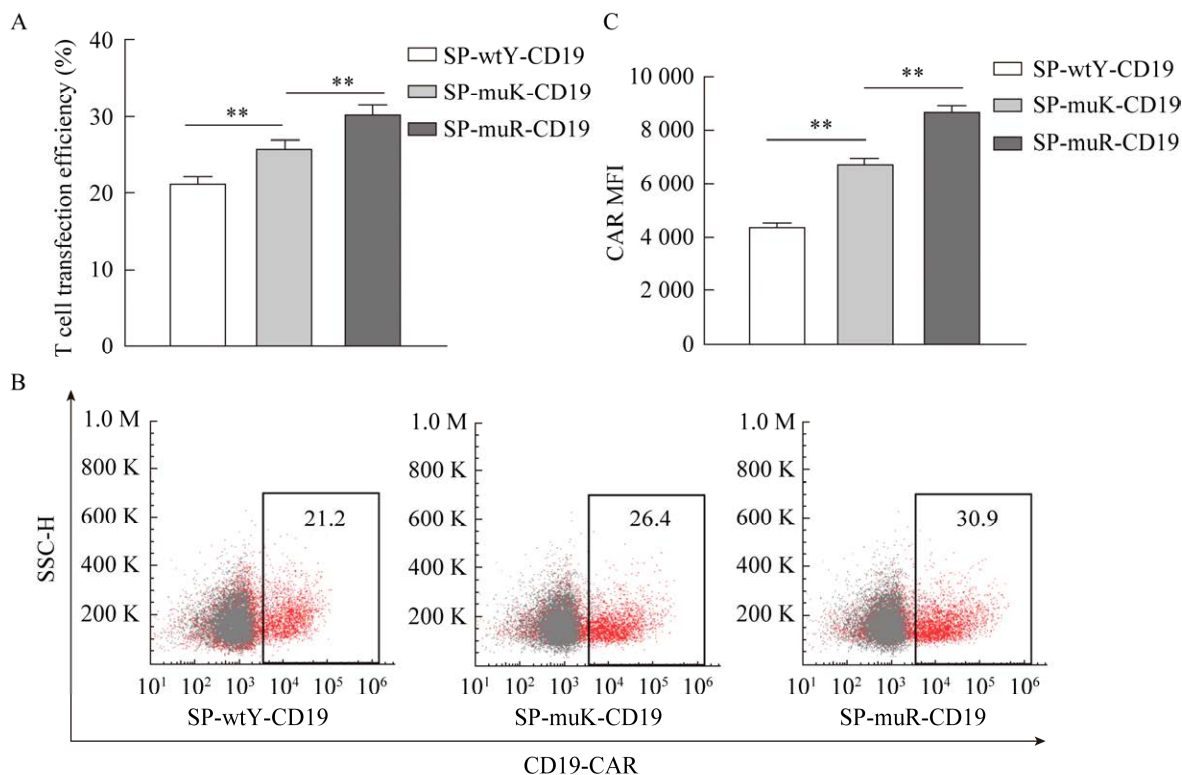 A
T cell transfection efficiency (%)
40
30
20
10
0
**
**
SP-wtY-CD19
SP-muK-CD19
SP-muR-CD19
C
CAR MFI
10 000
8 000
6 000
4 000
2 000
0
**
**
SP-wtY-CD19
SP-muK-CD19
SP-muR-CD19
B
SSC-H
1.0 M
800 K
600 K
400 K
200 K
21.2
10¹ 10² 10³ 10⁴ 10⁵ 10⁶
SP-wtY-CD19
1.0 M
800 K
600 K
400 K
200 K
26.4
10¹ 10² 10³ 10⁴ 10⁵ 10⁶
SP-muK-CD19
1.0 M
800 K
600 K
400 K
200 K
30.9
10¹ 10² 10³ 10⁴ 10⁵ 10⁶
SP-muR-CD19
CD19-CAR